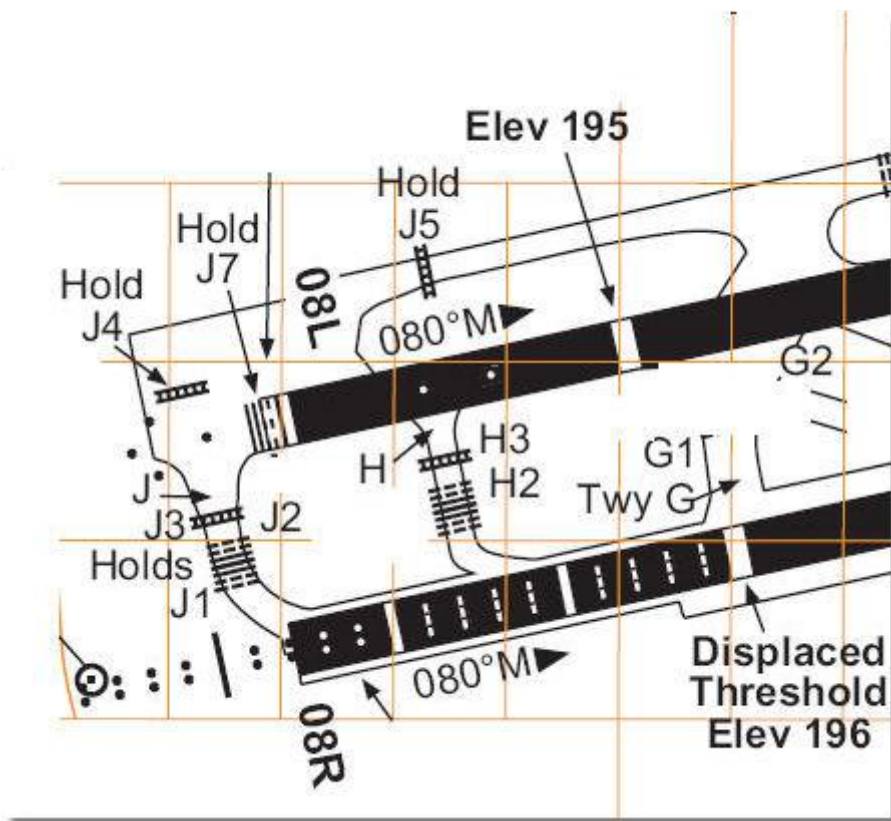 Elev 195
Hold
J5
Hold
J7
08L
Hold
J4
080°M
G2
H3
H
H2
G1
Twy G
J
J3
J2
Holds
J1
080°M
08R
Displaced
Threshold
Elev 196